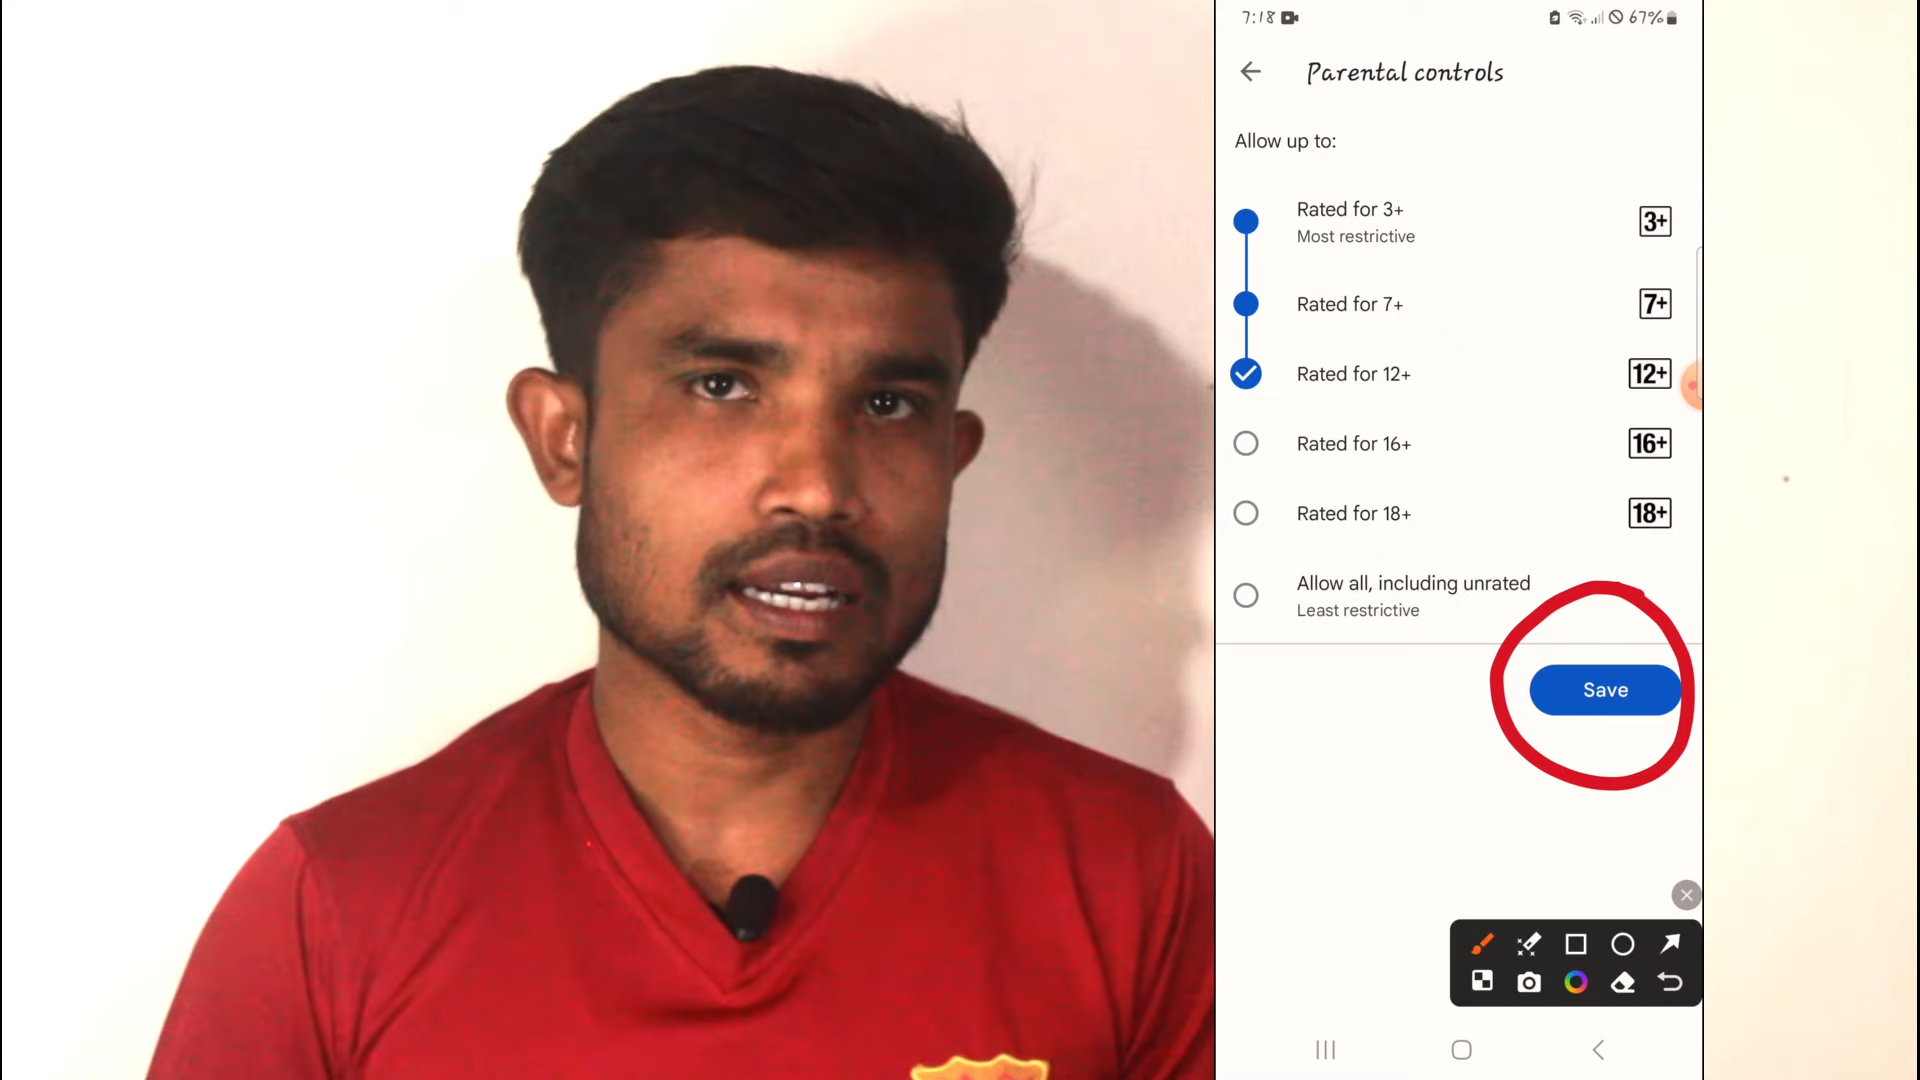 7:18
67%
Parental controls
Allow up to:
Rated for 3+
3+
Most restrictive
Rated for 7+
7+
Rated for 12+
12+
Rated for 16+
16+
Rated for 18+
18+
Allow all, including unrated
Least restrictive
Save